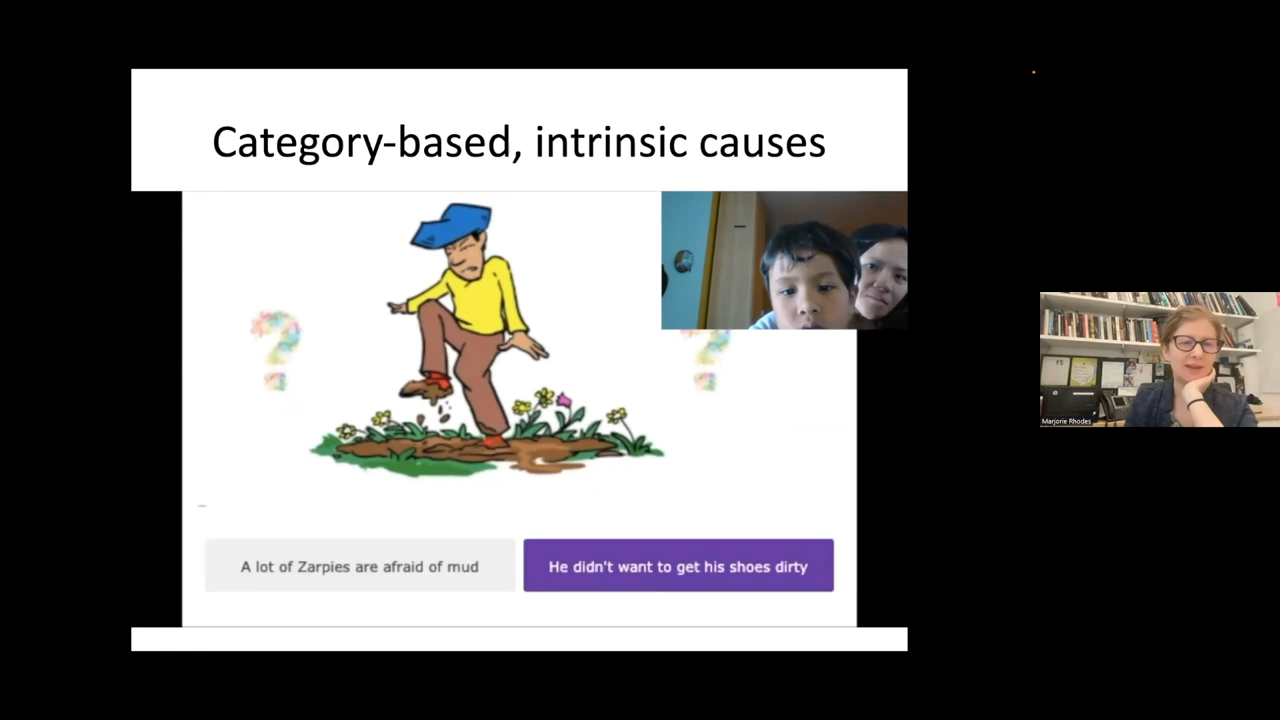 Category-based, intrinsic causes
? ?
A lot of Zarpies are afraid of mud
He didn't want to get his shoes dirty
Marjorie Rhodes